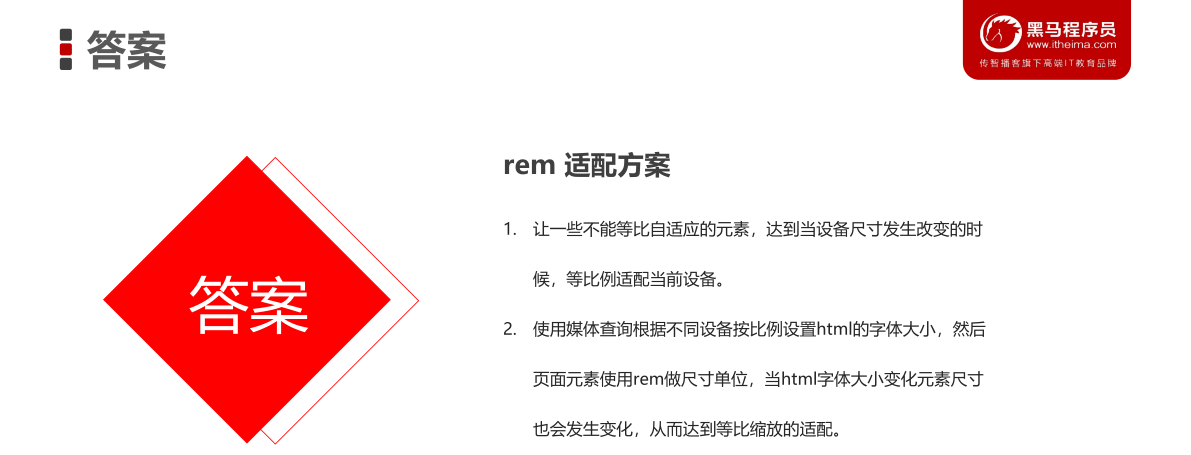 答案
黑马程序员
www.itheima.com
传智播客旗下高端IT教育品牌
答案
rem 适配方案
1. 让一些不能等比自适应的元素，达到当设备尺寸发生改变的时
候，等比例适配当前设备。
2. 使用媒体查询根据不同设备按比例设置html的字体大小，然后
页面元素使用rem做尺寸单位，当html字体大小变化元素尺寸
也会发生变化，从而达到等比缩放的适配。